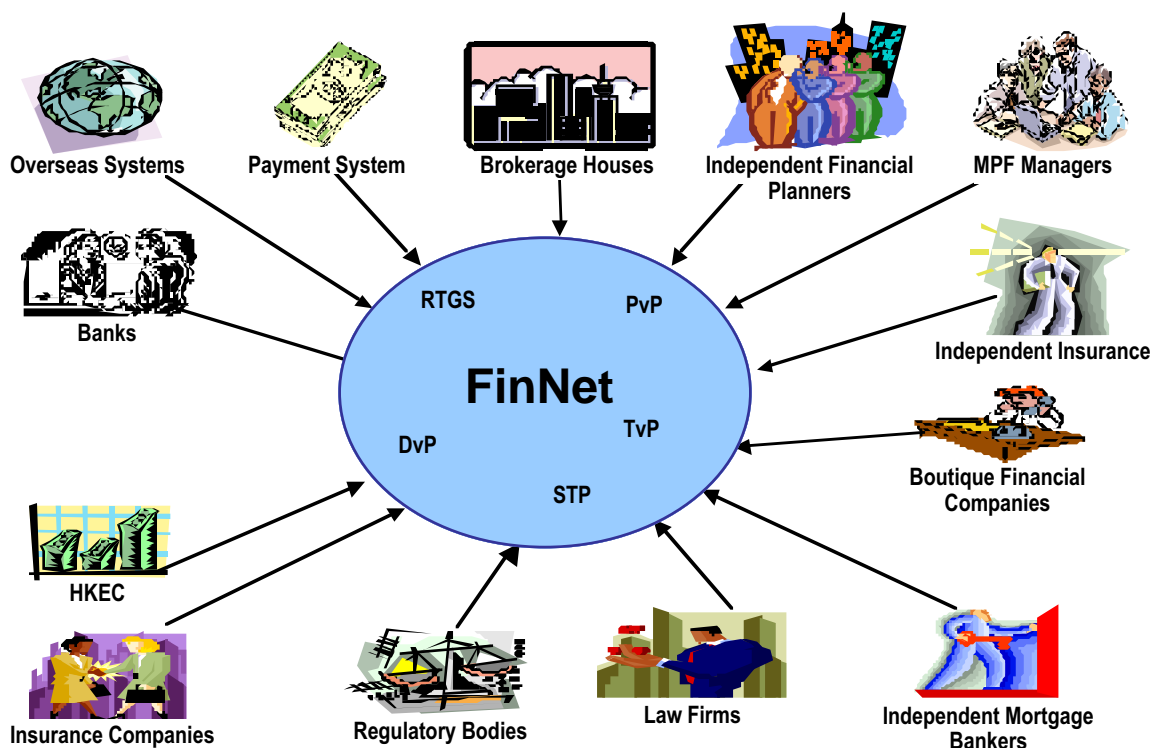 Overseas Systems
Payment System
Brokerage Houses
Independent Financial
Planners
MPF Managers
Banks
RTGS
PvP
Independent Insurance
FinNet
TvP
DvP
STP
Boutique Financial
Companies
HKEC
Insurance Companies
Regulatory Bodies
Law Firms
Independent Mortgage
Bankers